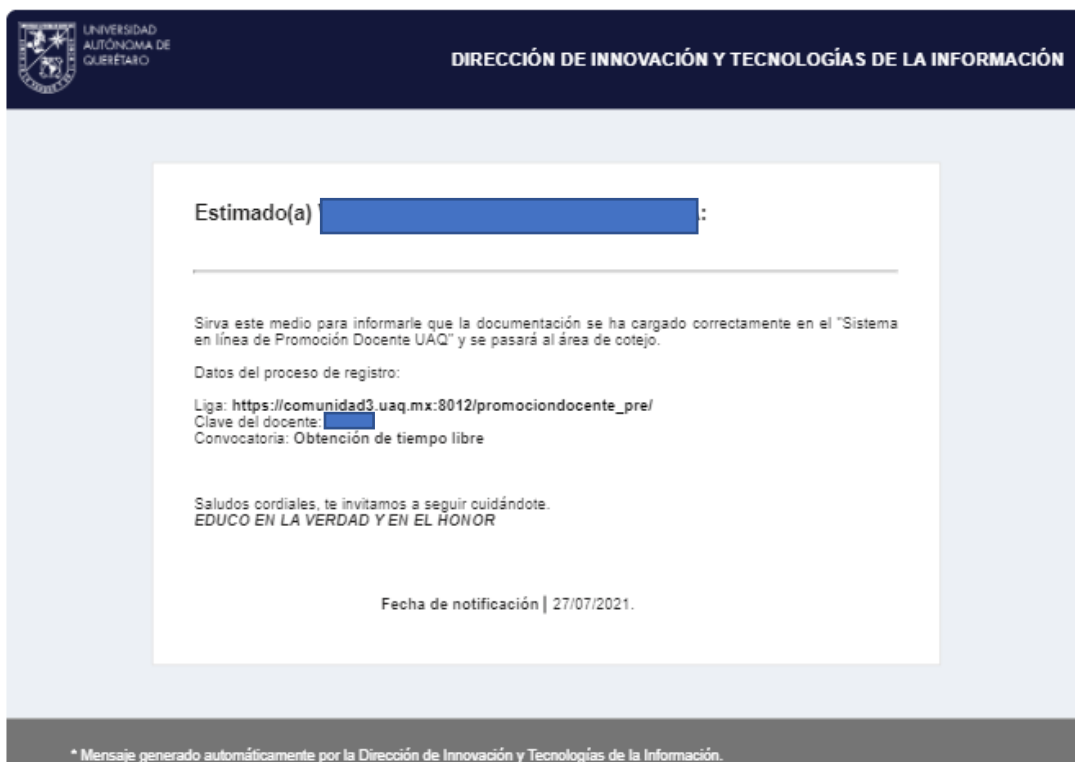 UNIVERSIDAD
AUTÓNOMA DE
QUERÉTARO
DIRECCIÓN DE INNOVACIÓN Y TECNOLOGÍAS DE LA INFORMACIÓN
Estimado(a) :
Sirva este medio para informarle que la documentación se ha cargado correctamente en el "Sistema
en línea de Promoción Docente UAQ" y se pasará al área de cotejo.
Datos del proceso de registro:
Liga: https://comunidad3.uaq.mx:8012/promociondocente_pre/
Clave del docente:
Convocatoria: Obtención de tiempo libre
Saludos cordiales, te invitamos a seguir cuidándote.
EDUCO EN LA VERDAD Y EN EL HONOR
Fecha de notificación | 27/07/2021.
* Mensaje generado automáticamente por la Dirección de Innovación y Tecnologías de la Información.